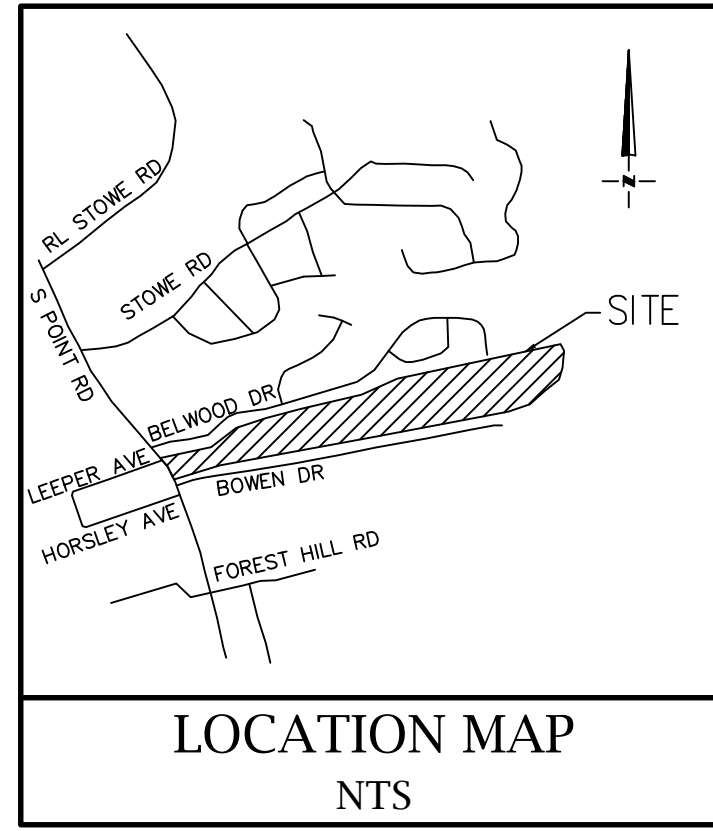 RL STOWE RD
N
STOWE RD
S POINT RD
SITE
BELWOOD DR
LEEPER AVE
BOWEN DR
HORSLEY AVE
FOREST HILL RD
LOCATION MAP
NTS